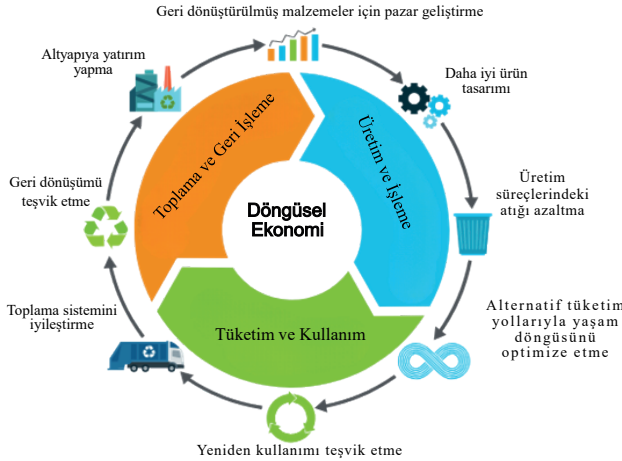 Geri dönüştürülmüş malzemeler için pazar geliştirme
Altyapıya yatırım
yapma
Daha iyi ürün
tasarımı
Toplama ve Geri İşleme
Üretim ve İşleme
Geri dönüşümü
teşvik etme
Döngüsel
Ekonomi
Üretim
süreçlerindeki
atığı azaltma
Toplama sistemini
iyileştirme
Tüketim ve Kullanım
Alternatif tüketim
yollarıyla yaşam
döngüsünü
optimize etme
Yeniden kullanımı teşvik etme